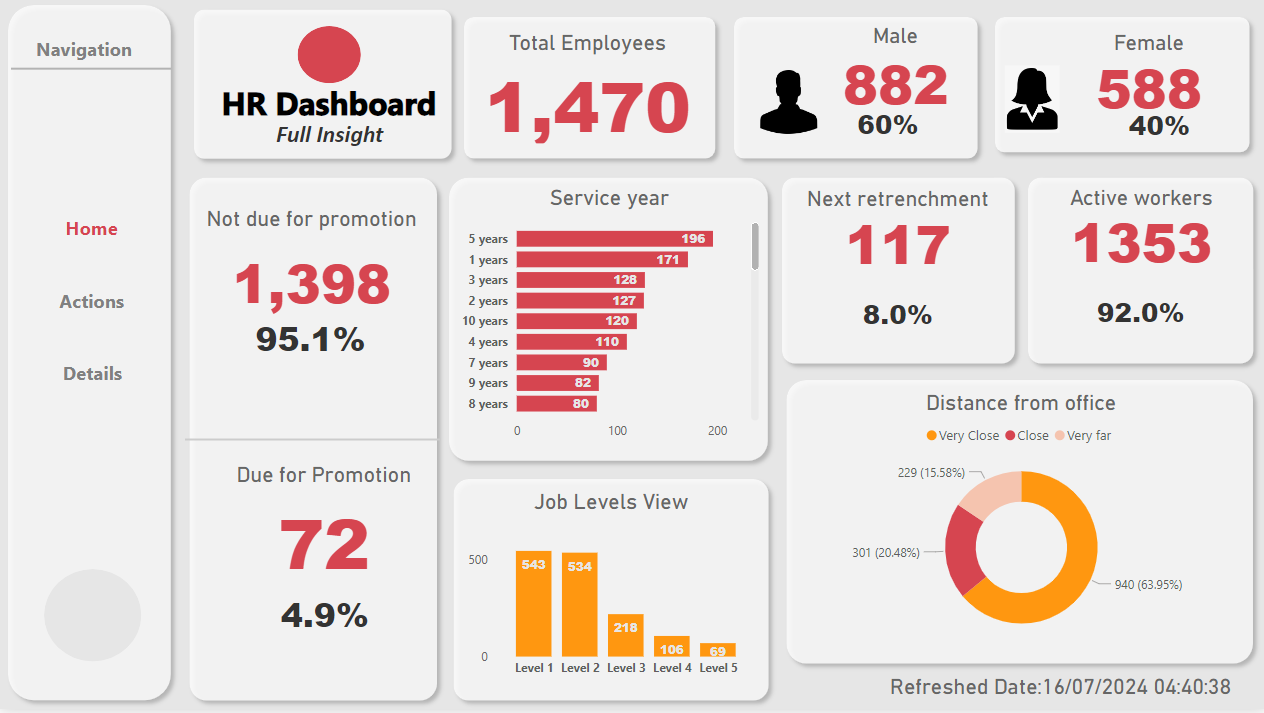 Navigation
Home
Actions
Details
HR Dashboard
Full Insight
Total Employees
1,470
Male
882
60%
Female
588
40%
Not due for promotion
1,398
95.1%
Due for Promotion
72
4.9%
Service year
5 years 196
1 years 171
3 years 128
2 years 127
10 years 120
4 years 110
7 years 90
9 years 82
8 years 80
0 100 200
Next retrenchment
117
8.0%
Active workers
1353
92.0%
Job Levels View
500
0
543 534 218 106 69
Level 1 Level 2 Level 3 Level 4 Level 5
Distance from office
Very Close Close Very far
229 (15.58%)
301 (20.48%)
940 (63.95%)
Refreshed Date:16/07/2024 04:40:38